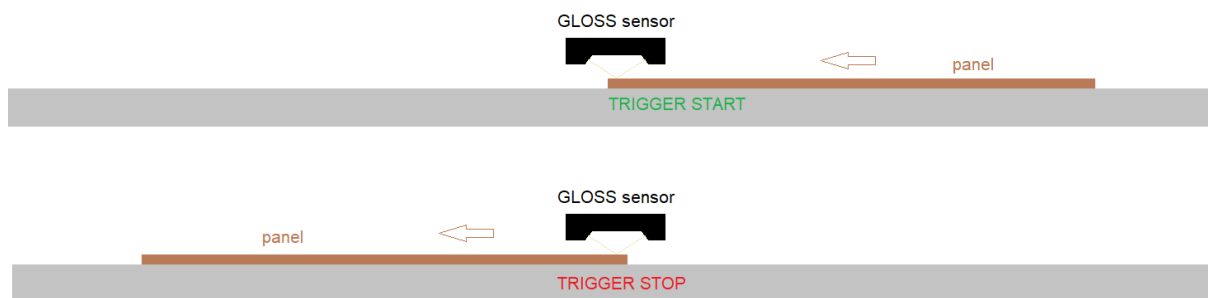 GLOSS sensor
panel
TRIGGER START
GLOSS sensor
panel
TRIGGER STOP